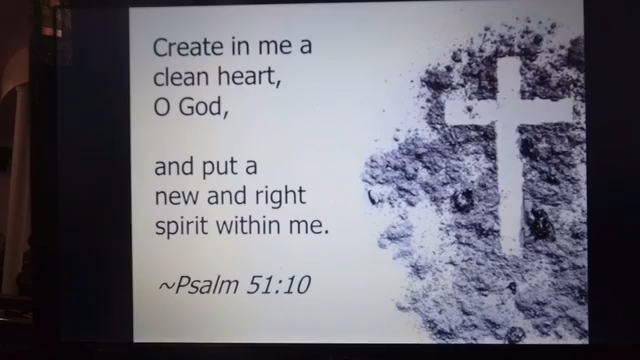 Create in me a
clean heart,
O God,
and put a
new and right
spirit within me.
~Psalm 51:10